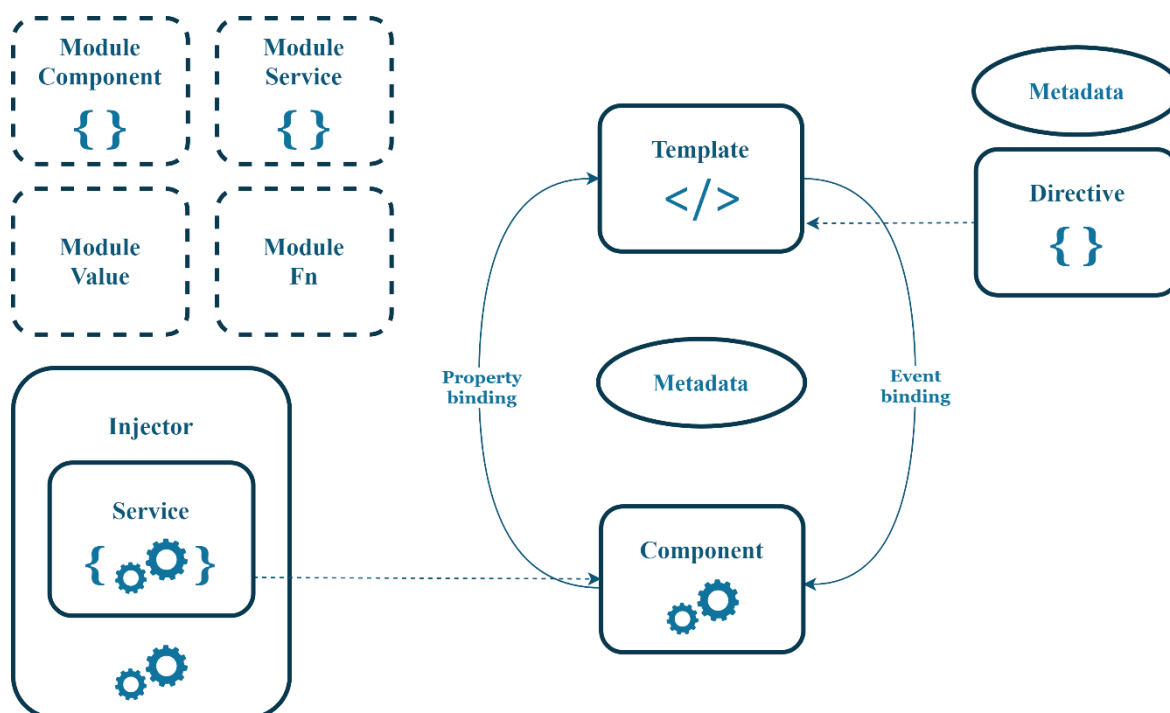 Module
Component
{ }
Module
Service
{ }
Module
Value
Module
Fn
Injector
Service
{ }
Property
binding
Template
</>
Metadata
Component
Event
binding
Metadata
Directive
{ }